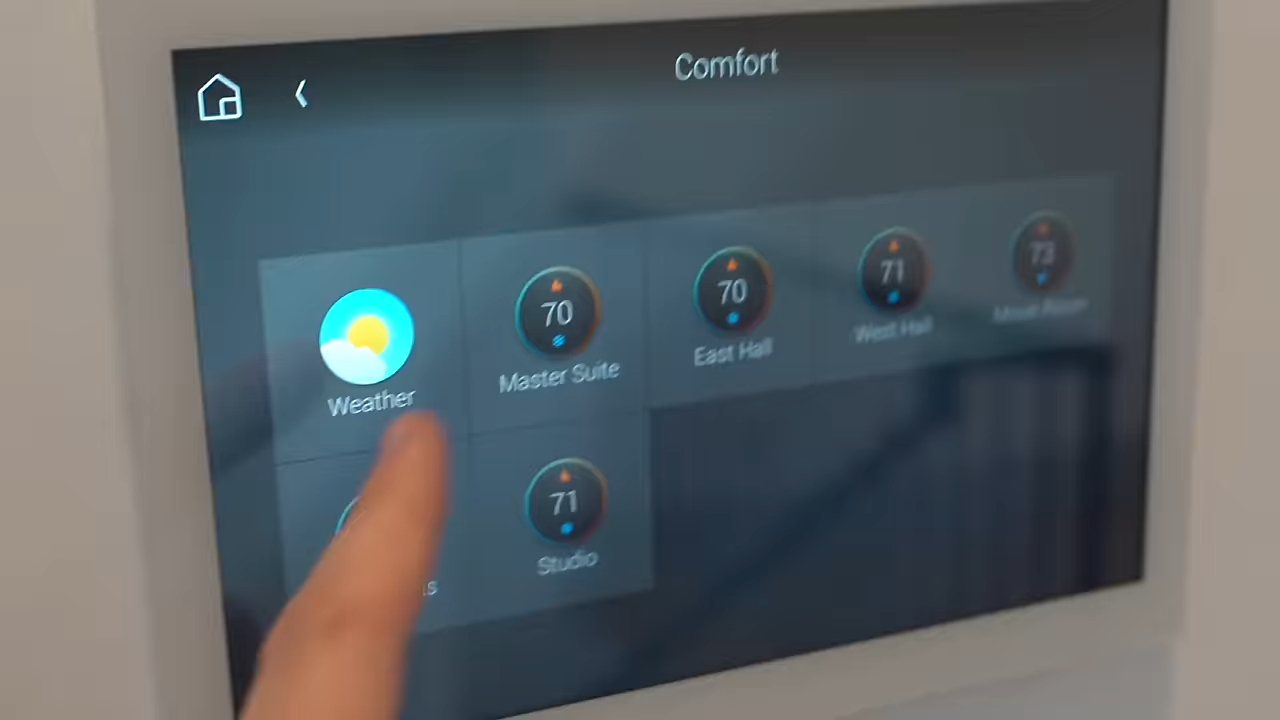 Comfort
Weather
70
Master Suite
70
East Hall
71
West Hall
73
71
Studio